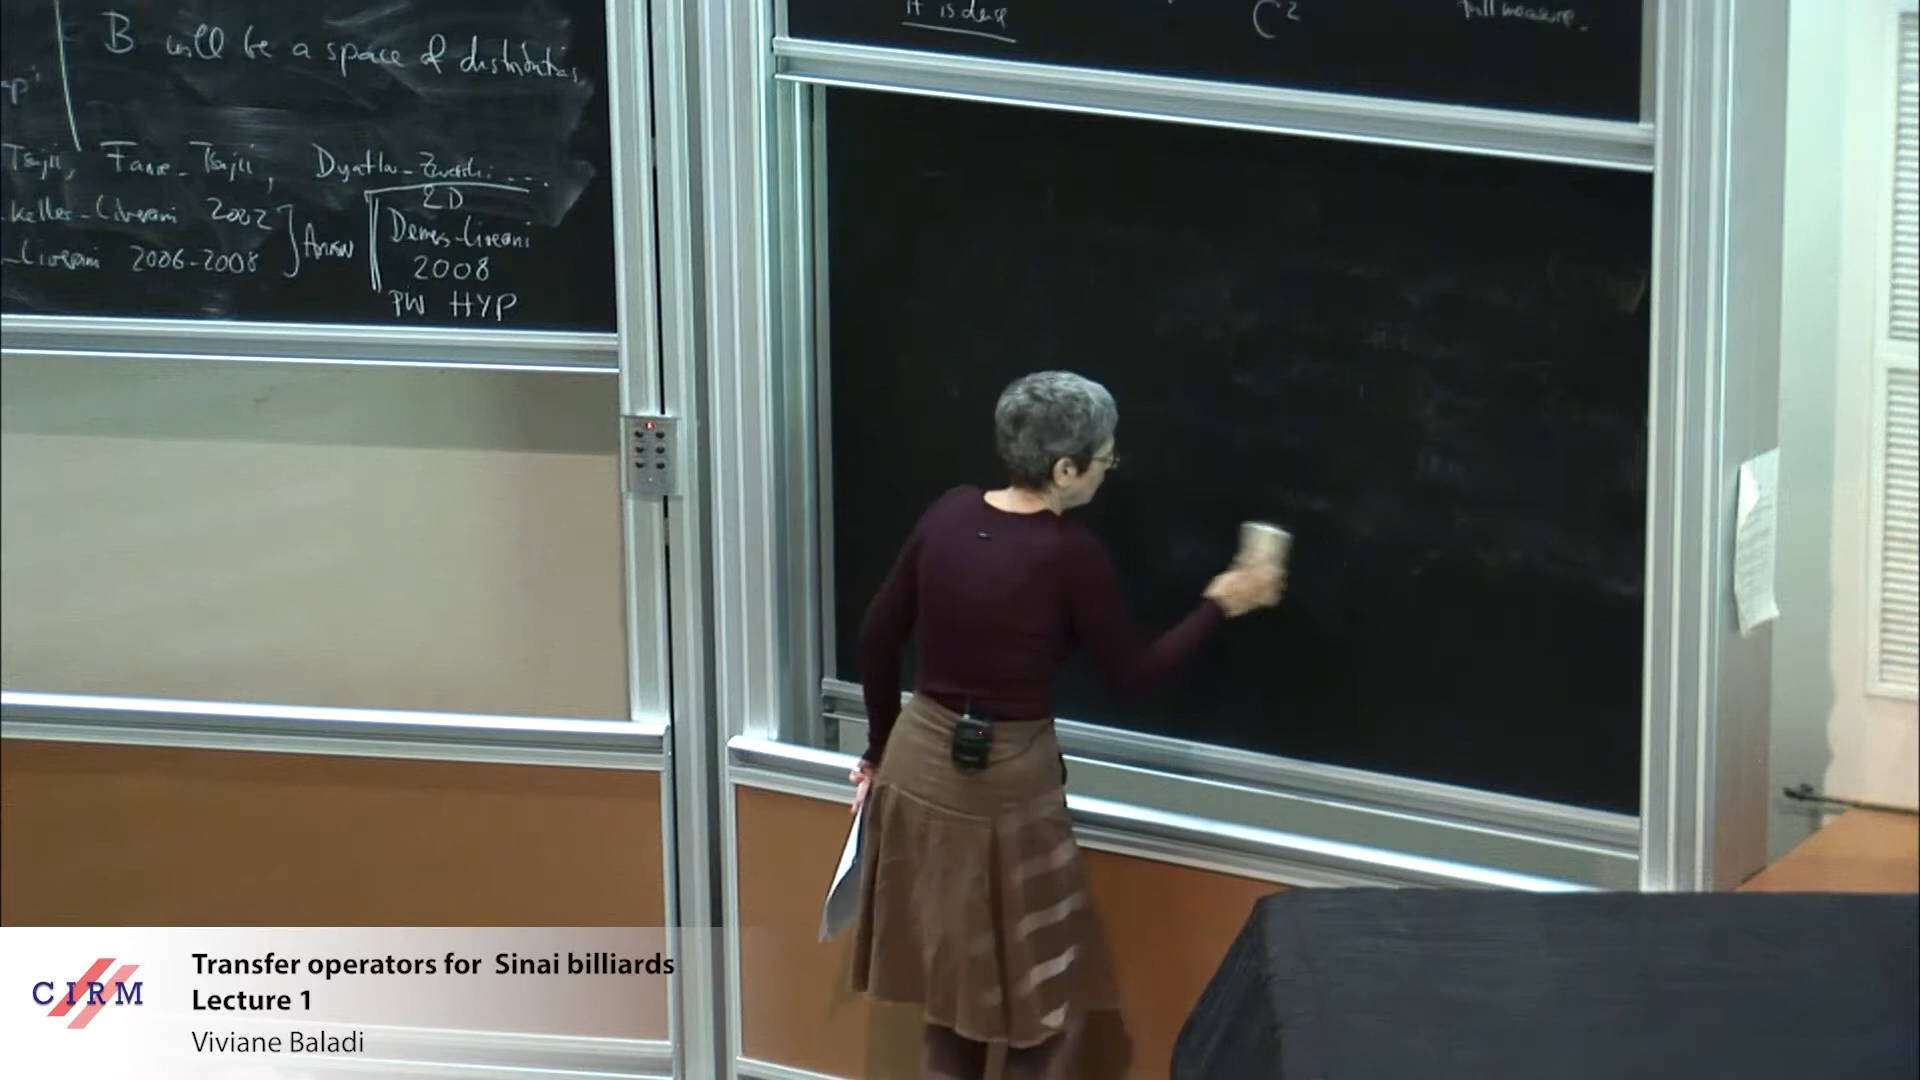 B will be a space of distributions
Tsujii, Faure-Tsujii, Dyatlov-Zworski...
Keller-Liverani 2002
Liverani 2006-2008
Anosov
2D
Demers-Liverani
2008
PW HYP
it is dense
C²
full measure.
CIRM
Transfer operators for Sinai billiards
Lecture 1
Viviane Baladi